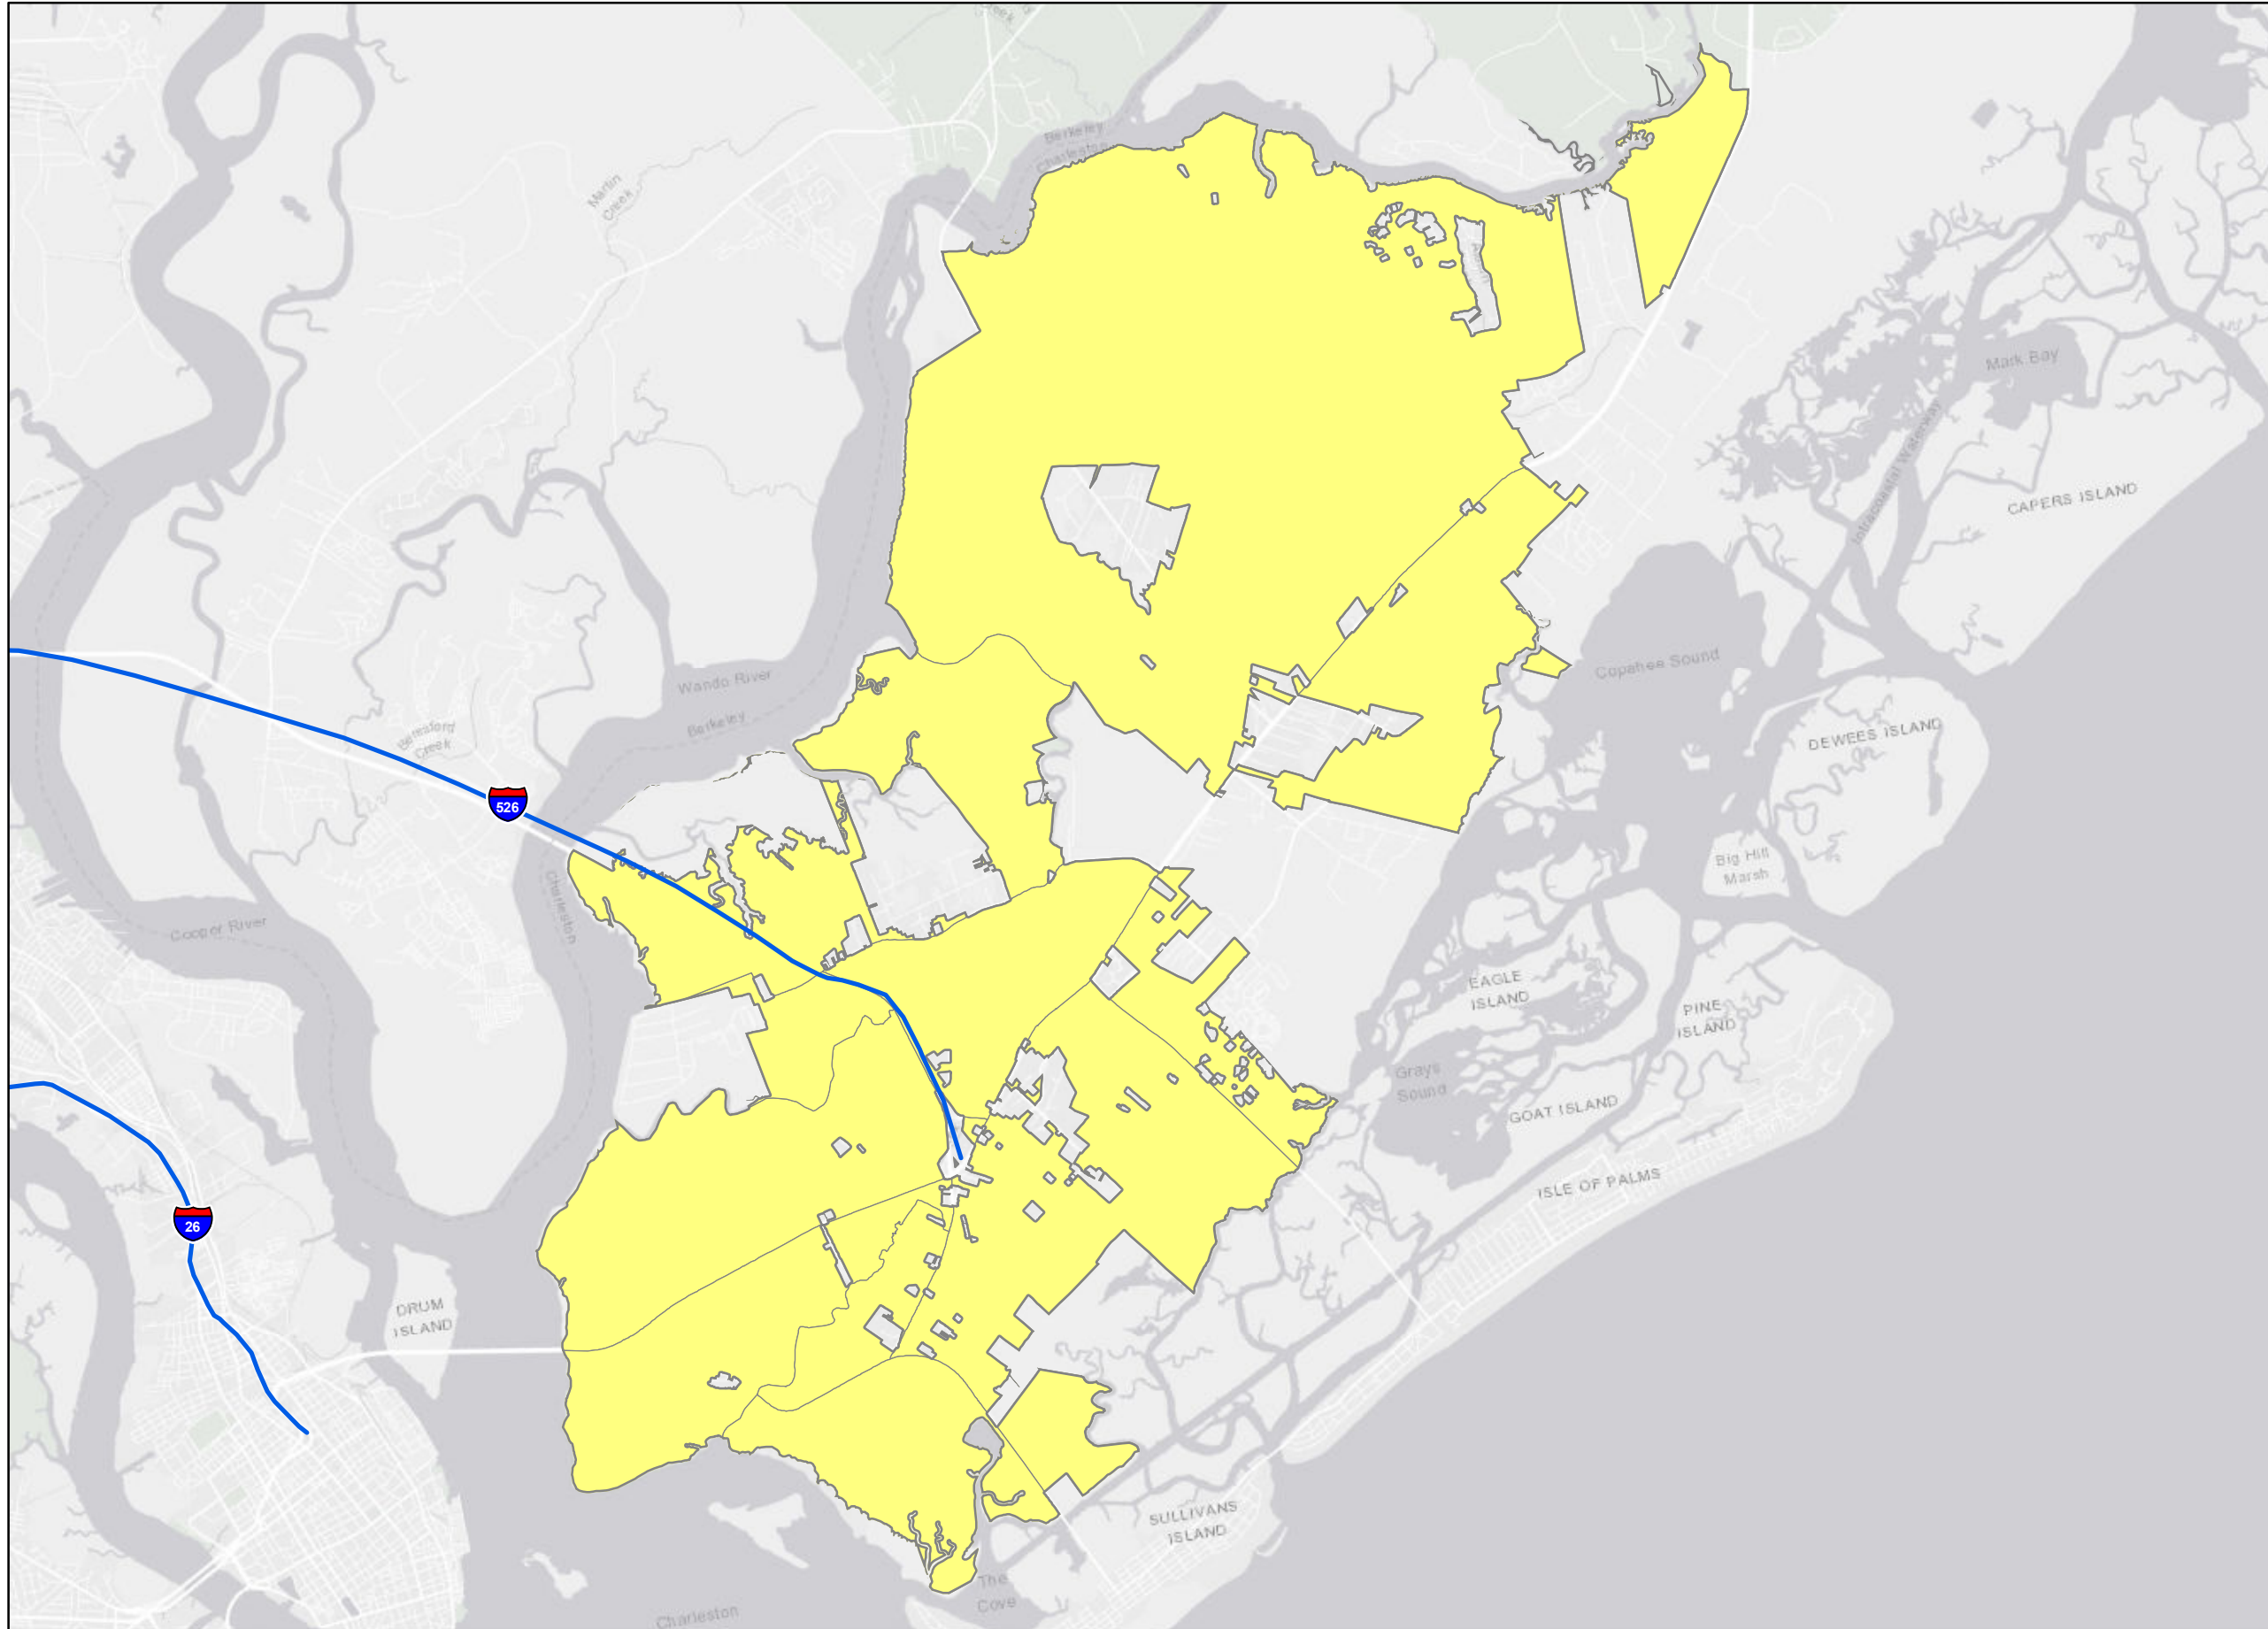 Creek
Berkeley
Charleston
Martin
Creek
Mark Bay
Intracoastal Waterway
CAPERS ISLAND
Wando River
Berkeley
Copahee Sound
Beresford
Creek
DEWEES ISLAND
526
Big Hill
Marsh
Charleston
Cooper River
EAGLE
ISLAND
PINE
ISLAND
Grays
Sound
GOAT ISLAND
ISLE OF PALMS
26
DRUM
ISLAND
SULLIVANS
ISLAND
The
Cove
Charleston